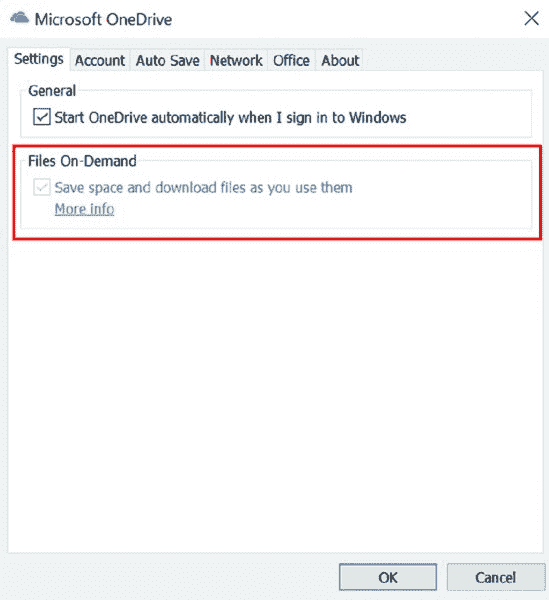 Microsoft OneDrive
Settings Account Auto Save Network Office About
General
Start OneDrive automatically when I sign in to Windows
Files On-Demand
Save space and download files as you use them
More info
OK Cancel